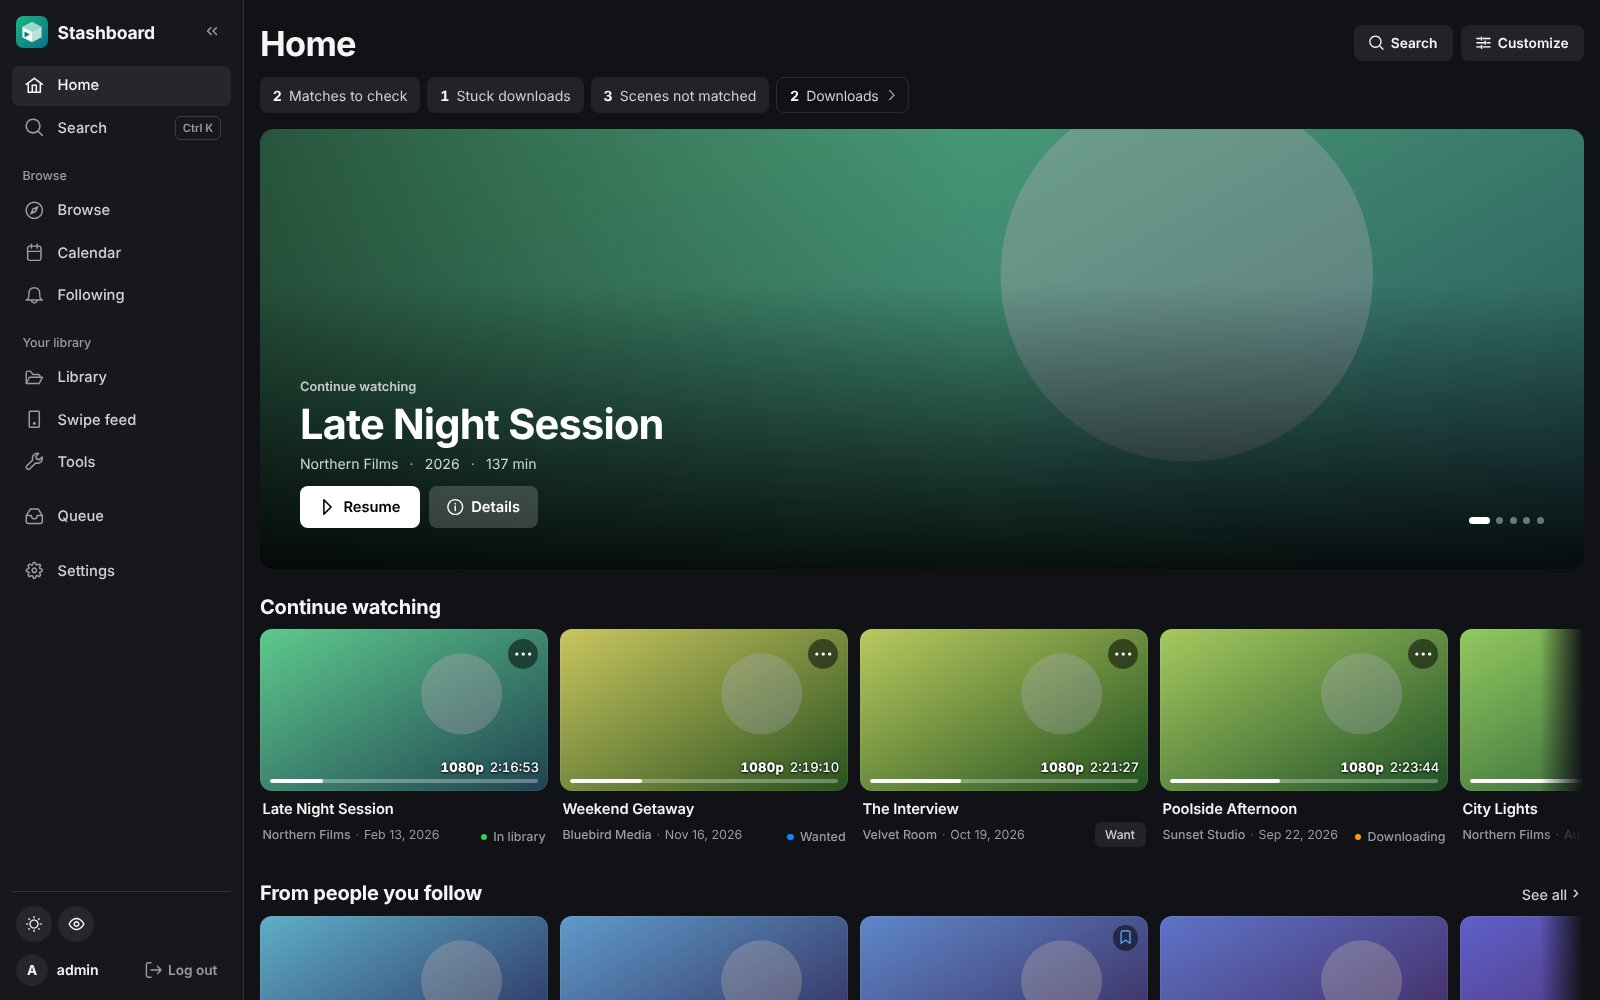 Stashboard
Home
Search Ctrl K
Browse
Browse
Calendar
Following
Your library
Library
Swipe feed
Tools
Queue
Settings
A admin Log out
Home
Search Customize
2 Matches to check 1 Stuck downloads 3 Scenes not matched 2 Downloads
Continue watching
Late Night Session
Northern Films · 2026 · 137 min
Resume Details
Continue watching
1080p 2:16:53 1080p 2:19:10 1080p 2:21:27 1080p 2:23:44
Late Night Session Weekend Getaway The Interview Poolside Afternoon City Lights
Northern Films · Feb 13, 2026 In library Bluebird Media · Nov 16, 2026 Wanted Velvet Room · Oct 19, 2026 Want Sunset Studio · Sep 22, 2026 Downloading Northern Films ·
From people you follow See all